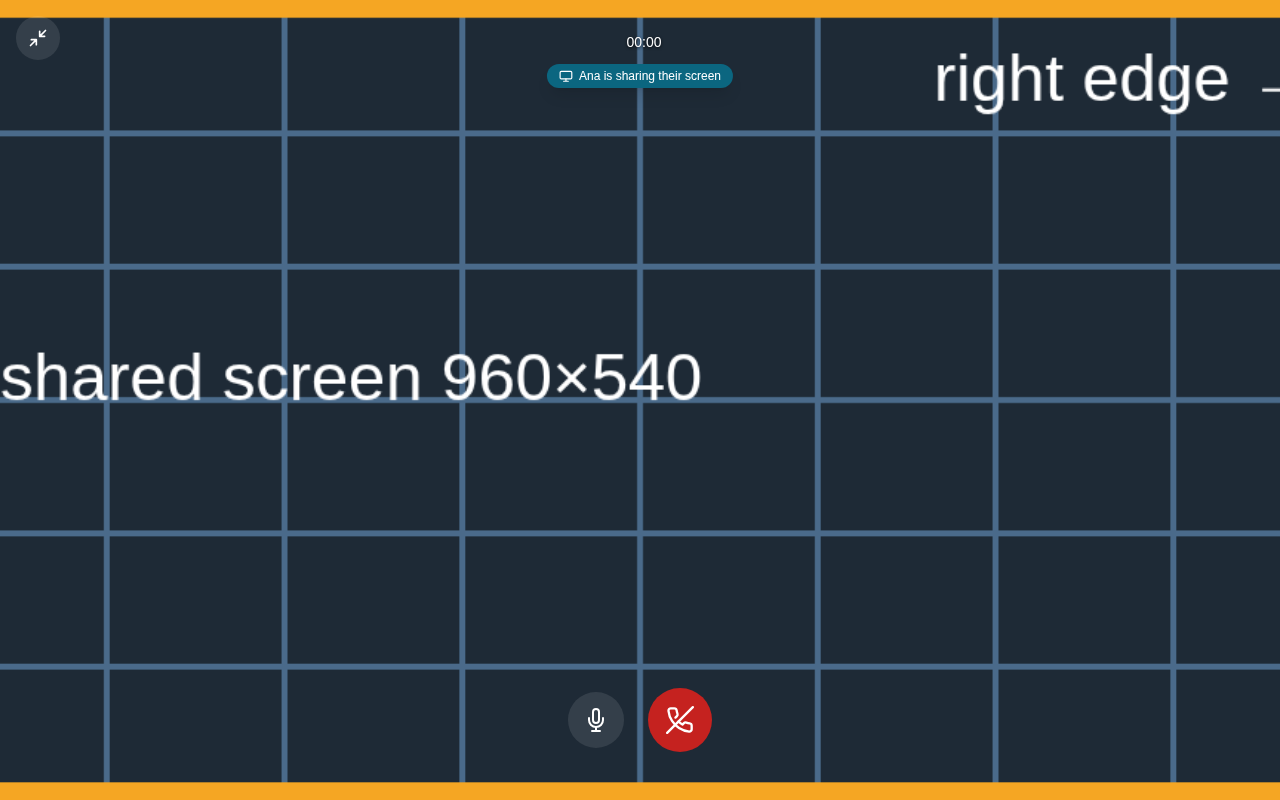 00:00
Ana is sharing their screen
right edge →
shared screen 960×540